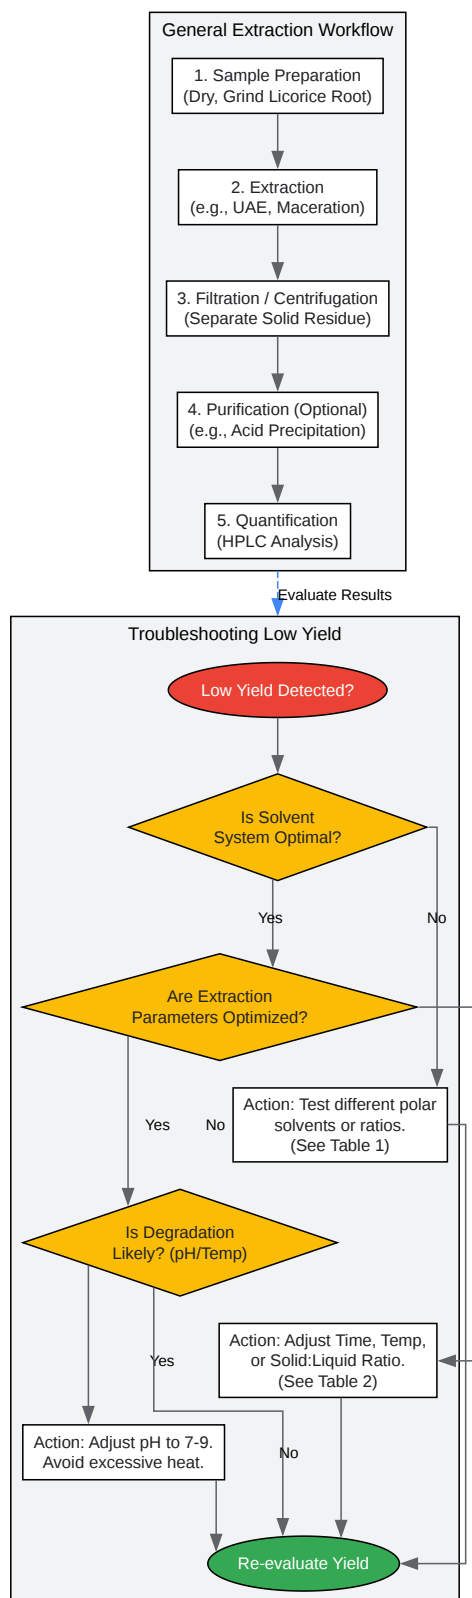 General Extraction Workflow
1. Sample Preparation
(Dry, Grind Licorice Root)
2. Extraction
(e.g., UAE, Maceration)
3. Filtration / Centrifugation
(Separate Solid Residue)
4. Purification (Optional)
(e.g., Acid Precipitation)
5. Quantification
(HPLC Analysis)
Evaluate Results
Troubleshooting Low Yield
Low Yield Detected?
Is Solvent
System Optimal?
Yes
No
Are Extraction
Parameters Optimized?
Yes
No
Action: Test different polar
solvents or ratios.
(See Table 1)
Is Degradation
Likely? (pH/Temp)
Yes
Action: Adjust Time, Temp,
or Solid:Liquid Ratio.
(See Table 2)
Action: Adjust pH to 7-9.
Avoid excessive heat.
No
Re-evaluate Yield